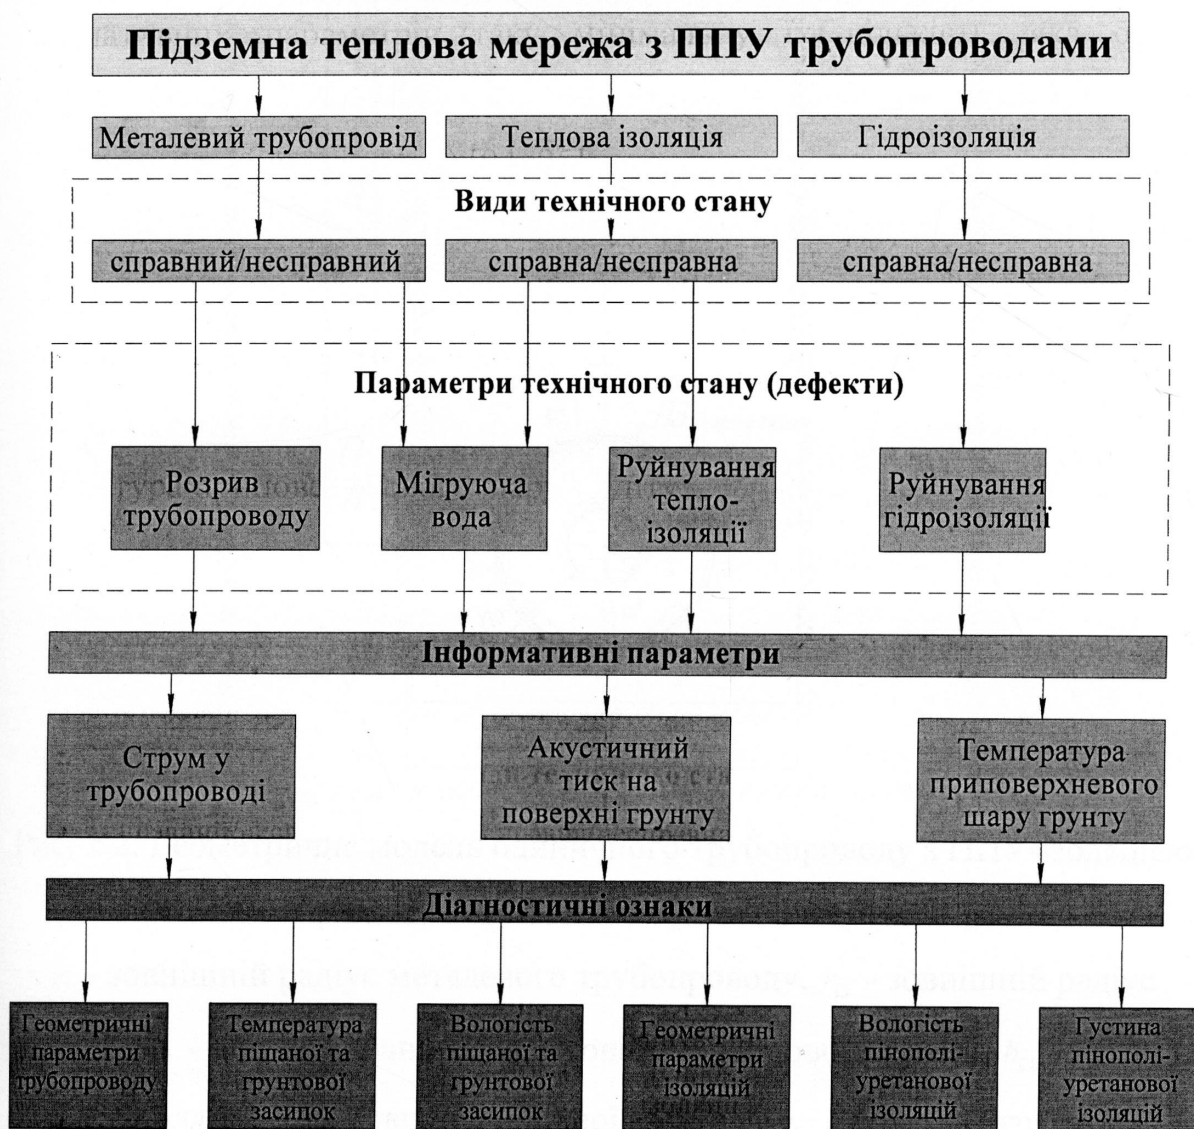 Підземна теплова мережа з ППУ трубопроводами
Металевий трубопровід
Теплова ізоляція
Гідроізоляція
Види технічного стану
справний/несправний
справна/несправна
справна/несправна
Параметри технічного стану (дефекти)
Розрив
трубопроводу
Мігруюча
вода
Руйнування
тепло-
ізоляції
Руйнування
гідроізоляції
Інформативні параметри
Струм у
трубопроводі
Акустичний
тиск на
поверхні грунту
Температура
приповерхневого
шару грунту
Діагностичні ознаки
Геометричні
параметри
трубопроводу
Температура
піщаної та
грунтової
засипок
Вологість
піщаної та
грунтової
засипок
Геометричні
параметри
ізоляцій
Вологість
пінополі-
уретанової
ізоляцій
Густина
пінополі-
уретанової
ізоляцій